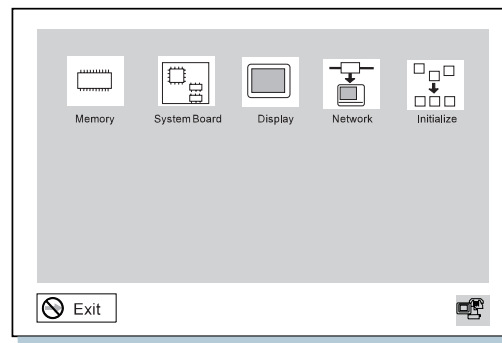 Memory
System Board
Display
Network
Initialize
Exit